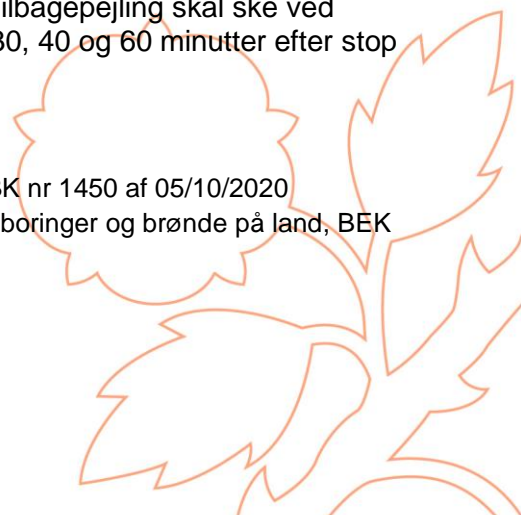 ilbagepejling skal ske ved
30, 40 og 60 minutter efter stop
K nr 1450 af 05/10/2020
boringer og brønde på land, BEK